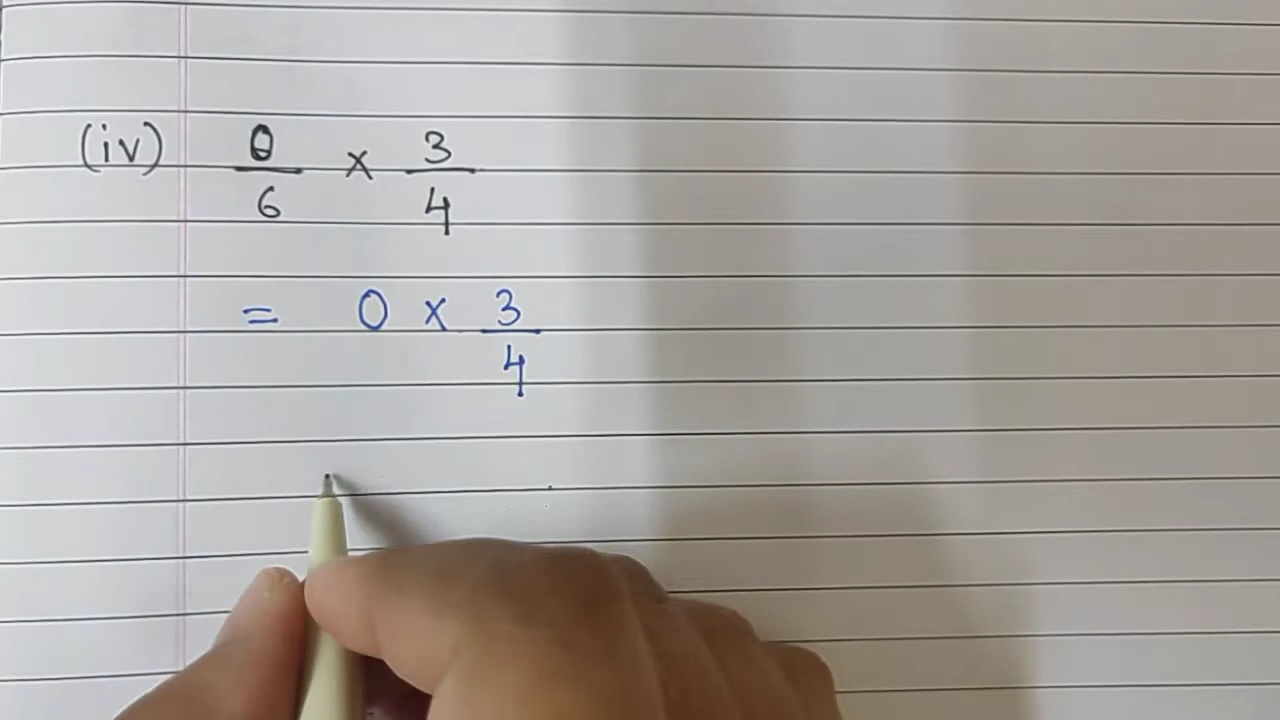 (iv) 0/6 × 3/4
= 0 × 3/4